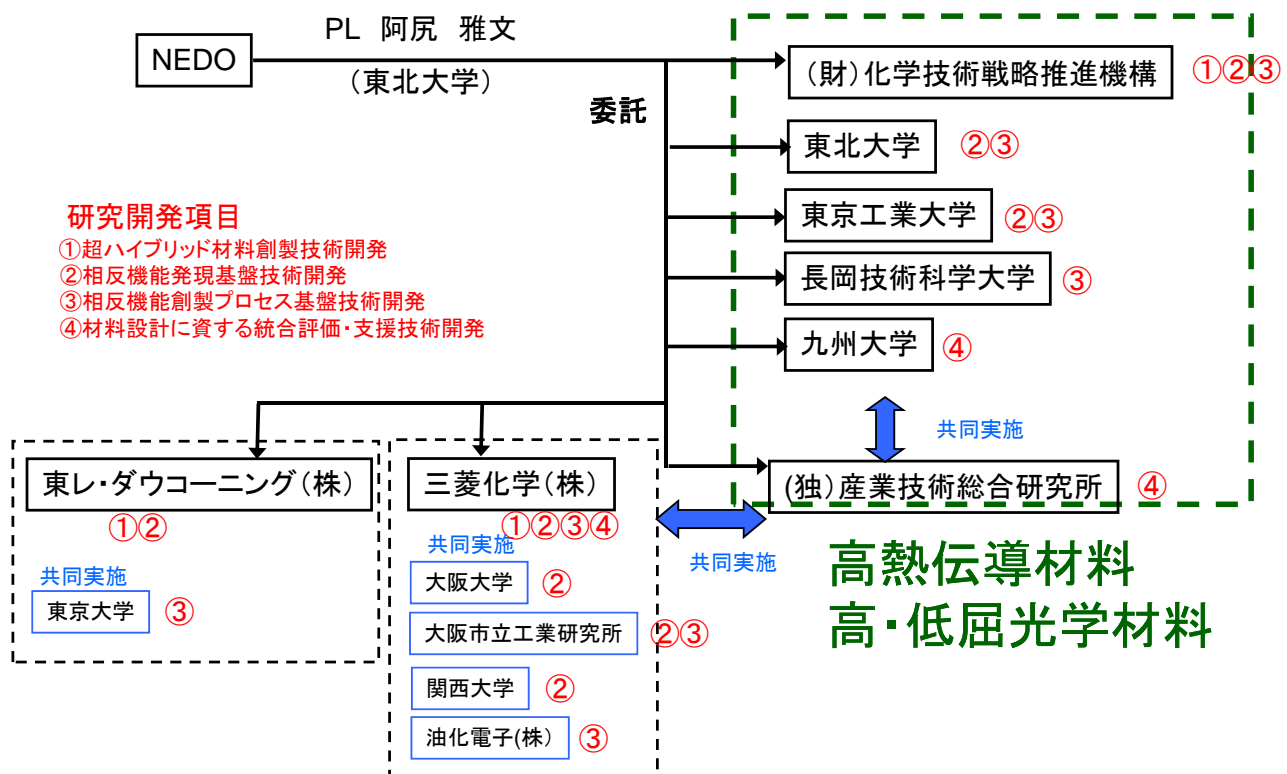 NEDO
PL 阿尻 雅文
(東北大学)
委託
(財)化学技術戦略推進機構 ①②③
東北大学 ②③
東京工業大学 ②③
長岡技術科学大学 ③
九州大学 ④
共同実施
(独)産業技術総合研究所 ④
研究開発項目
①超ハイブリッド材料創製技術開発
②相反機能発現基盤技術開発
③相反機能創製プロセス基盤技術開発
④材料設計に資する統合評価・支援技術開発
東レ・ダウコーニング(株)
①②
共同実施
東京大学 ③
三菱化学(株)
①②③④
共同実施
大阪大学 ②
大阪市立工業研究所 ②③
関西大学 ②
油化電子(株) ③
共同実施
高熱伝導材料
高・低屈光学材料